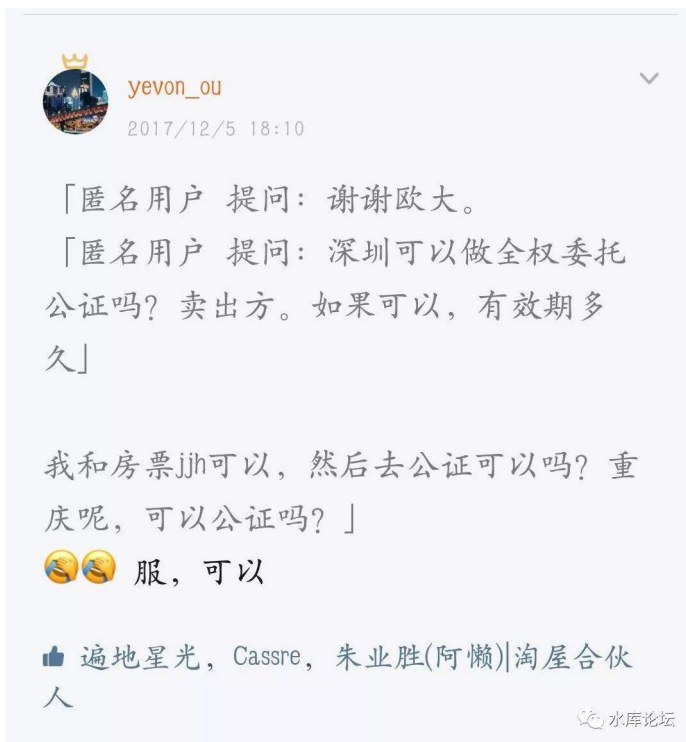 yevon_ou
2017/12/5 18:10
「匿名用户 提问：谢谢欧大。
「匿名用户 提问：深圳可以做全权委托
公证吗？卖出方。如果可以，有效期多
久」
我和房票jjh可以，然后去公证可以吗？重
庆呢，可以公证吗？」
服，可以
遍地星光，Cassre，朱业胜(阿懒)|淘屋合伙
人
水库论坛